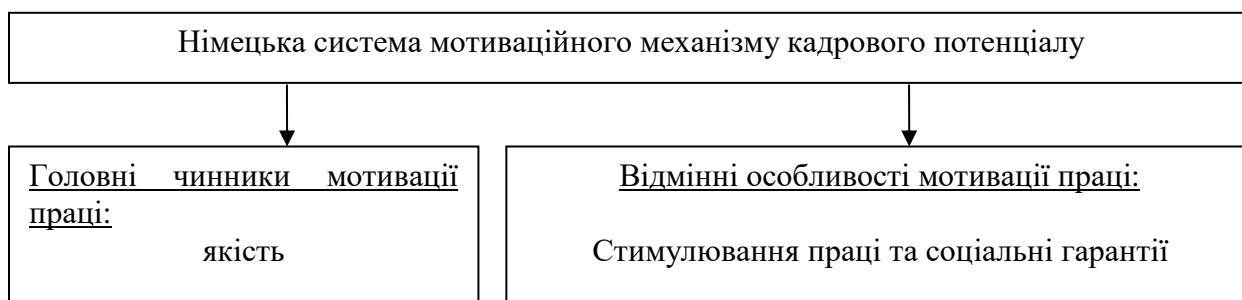 Німецька система мотиваційного механізму кадрового потенціалу
Головні чинники мотивації
праці:
якість
Відмінні особливості мотивації праці:
Стимулювання праці та соціальні гарантії